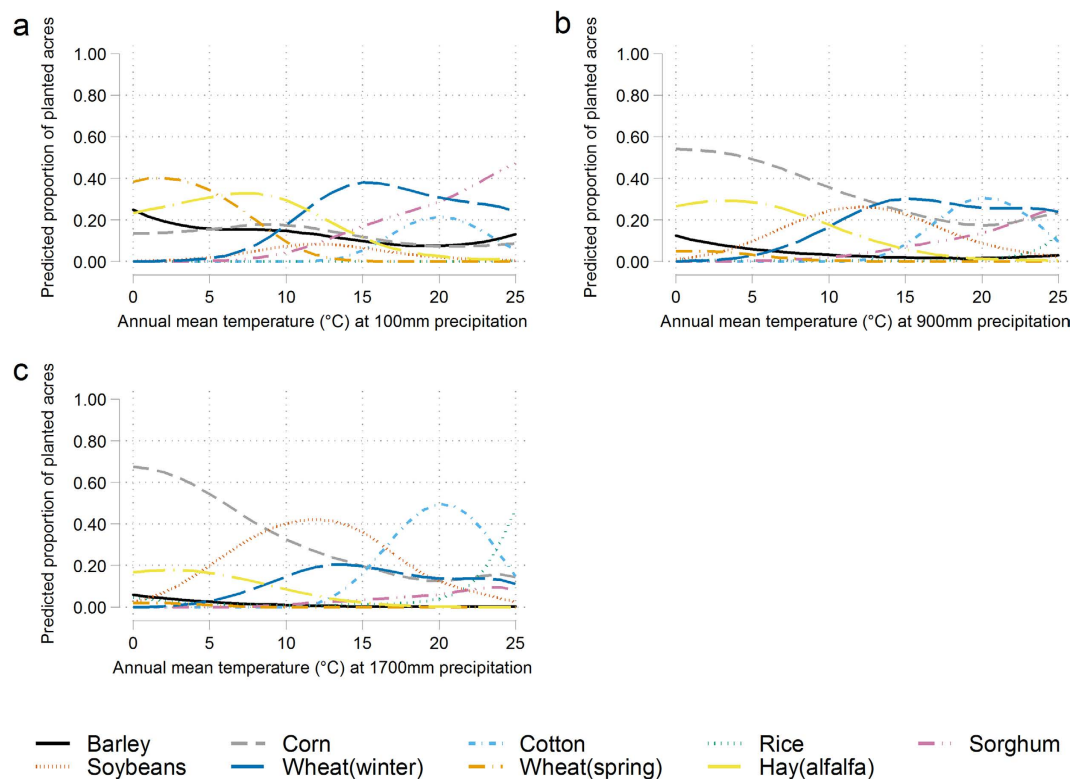 a
Predicted proportion of planted acres
1.00
0.80
0.60
0.40
0.20
0.00
0 5 10 15 20 25
Annual mean temperature (°C) at 100mm precipitation
b
Predicted proportion of planted acres
1.00
0.80
0.60
0.40
0.20
0.00
0 5 10 15 20 25
Annual mean temperature (°C) at 900mm precipitation
c
Predicted proportion of planted acres
1.00
0.80
0.60
0.40
0.20
0.00
0 5 10 15 20 25
Annual mean temperature (°C) at 1700mm precipitation
Barley Corn Cotton Rice Sorghum
Soybeans Wheat(winter) Wheat(spring) Hay(alfalfa)